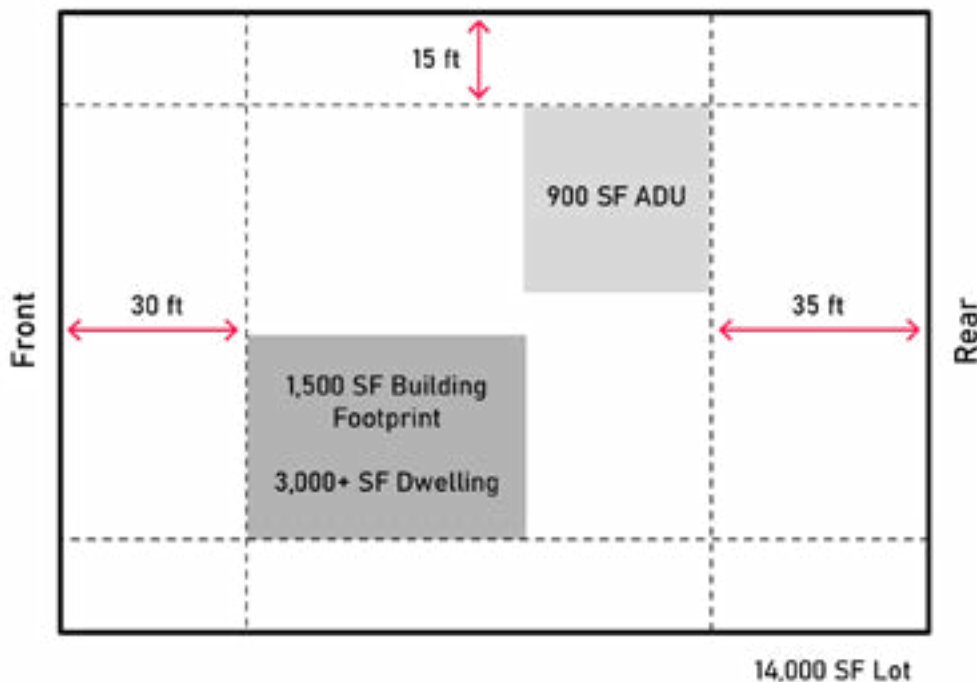 15 ft
900 SF ADU
Front
30 ft
35 ft
Rear
1,500 SF Building
Footprint
3,000+ SF Dwelling
14,000 SF Lot